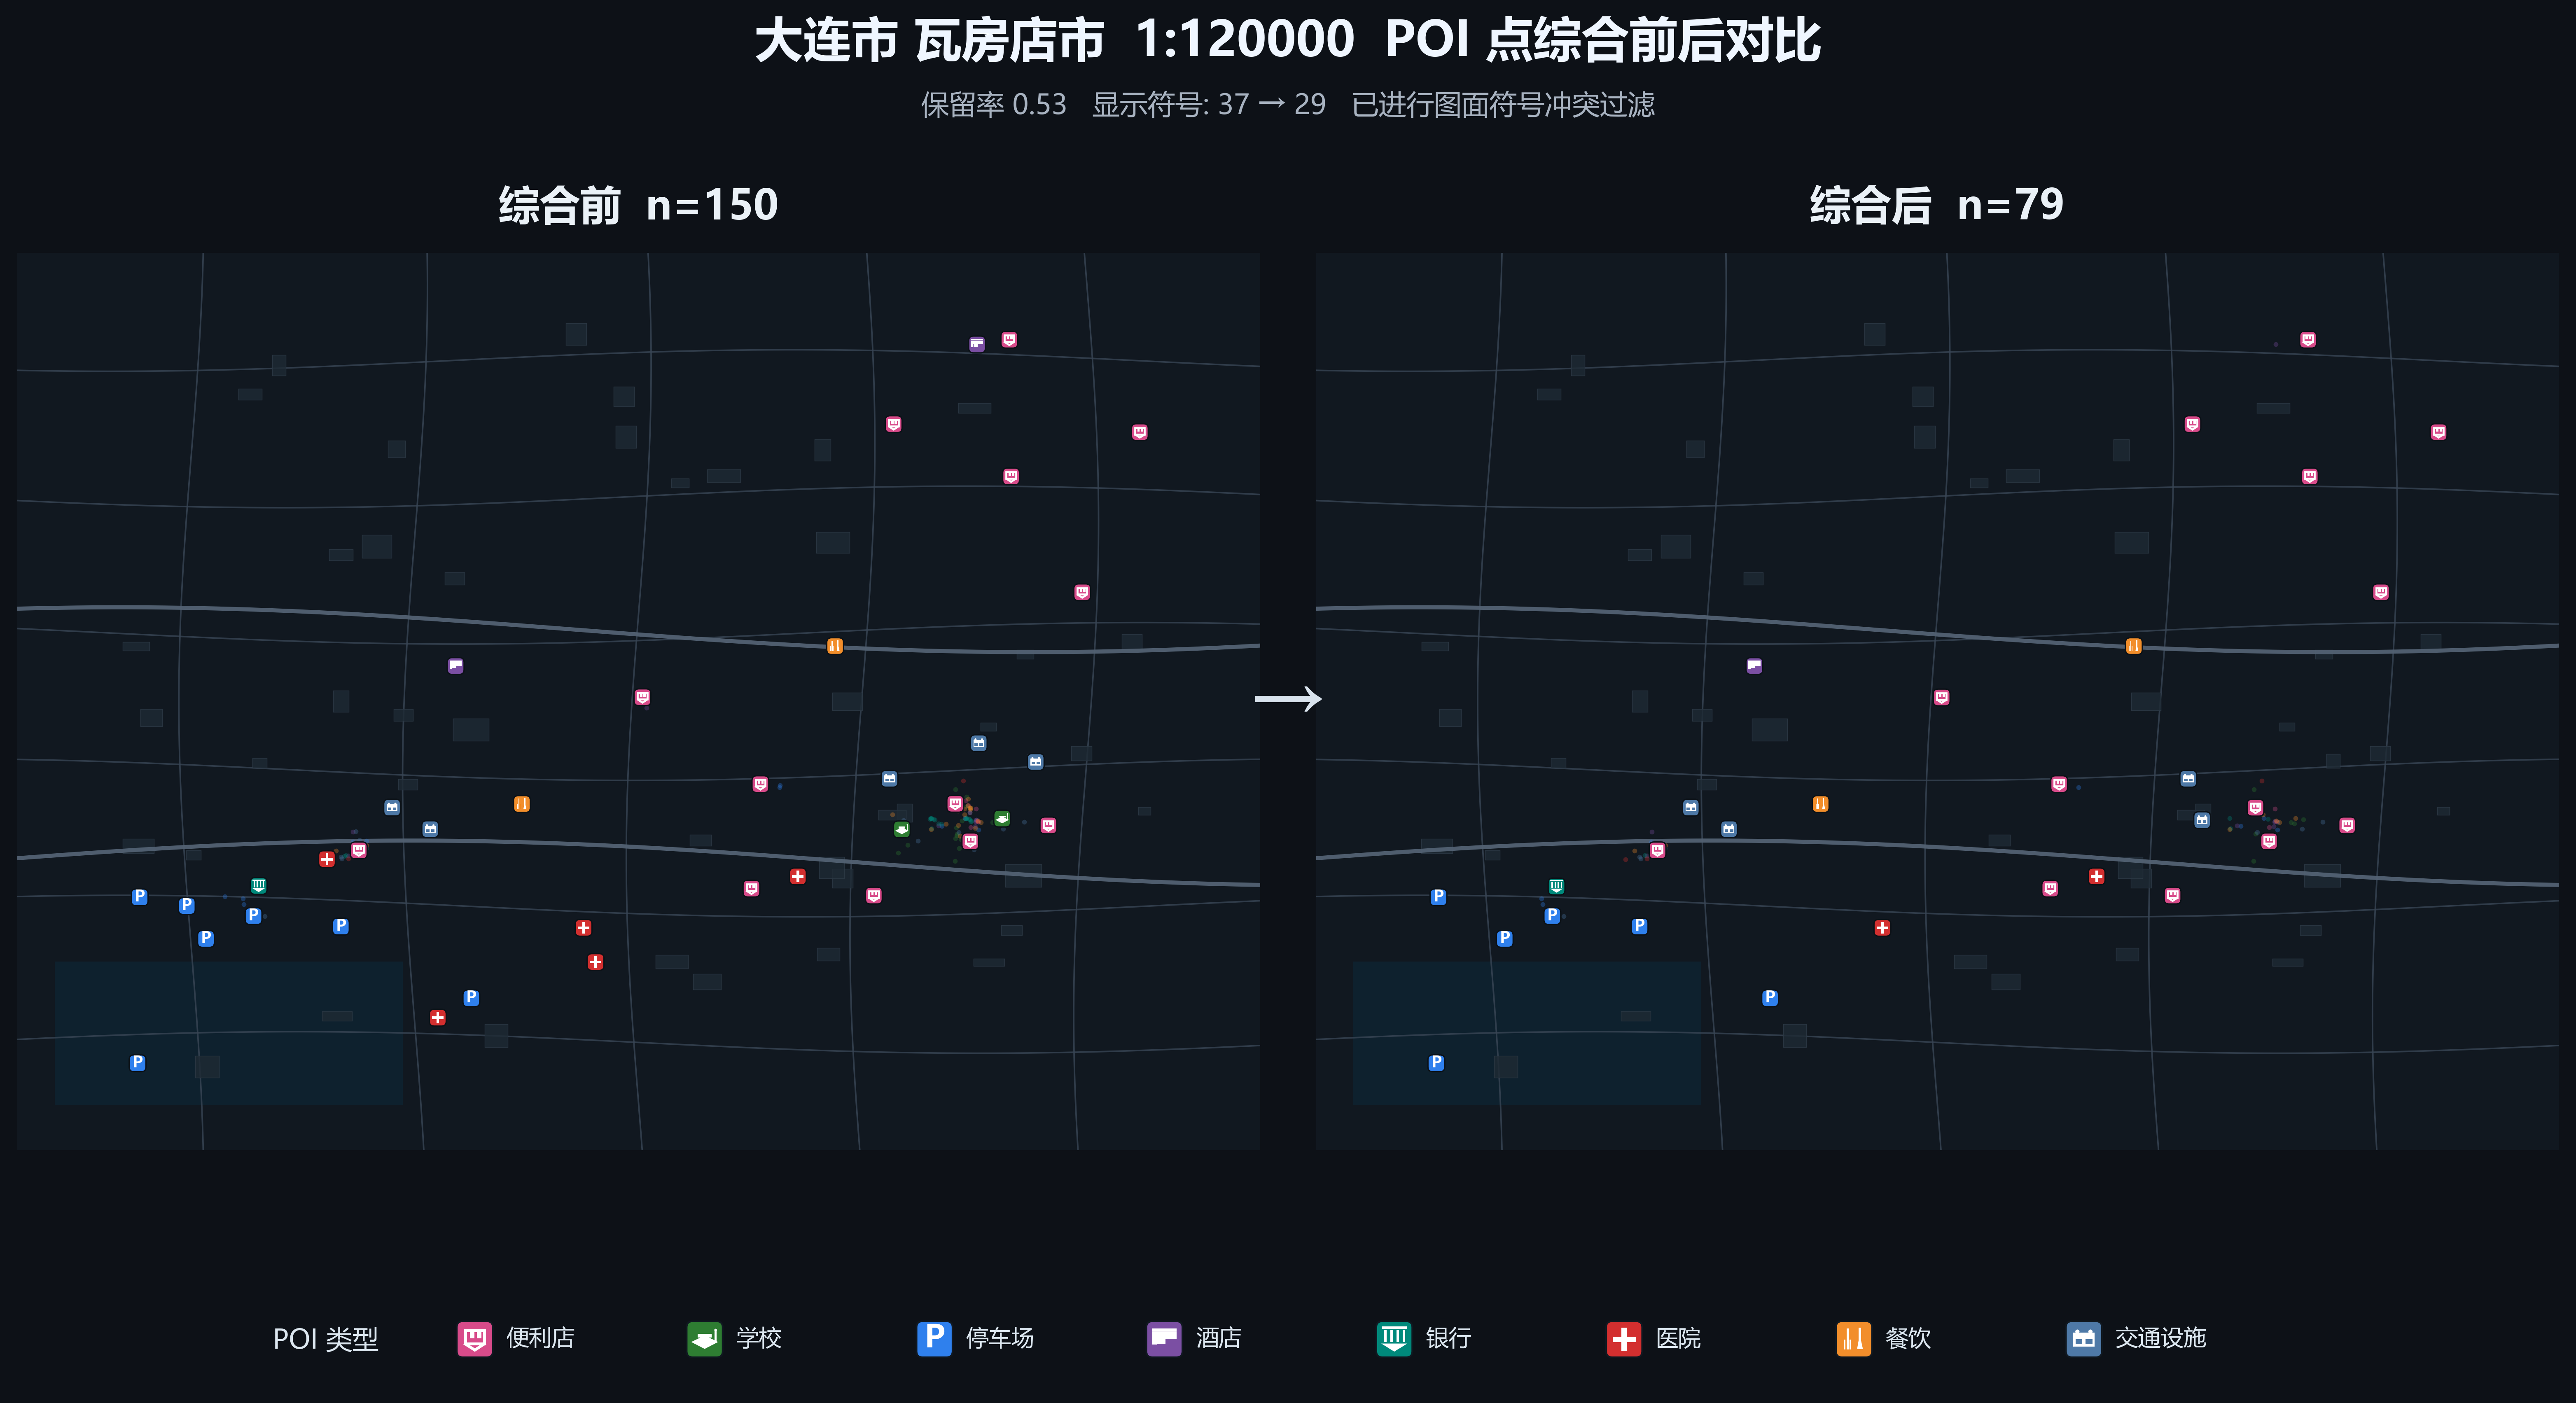 大连市 瓦房店市 1:120000 POI 点综合前后对比
保留率 0.53 显示符号: 37 → 29 已进行图面符号冲突过滤
综合前 n=150
综合后 n=79
→
P
P
P
P
P
P
P
P
P
P
P
P
P
POI 类型
便利店
学校
P 停车场
酒店
银行
医院
餐饮
交通设施